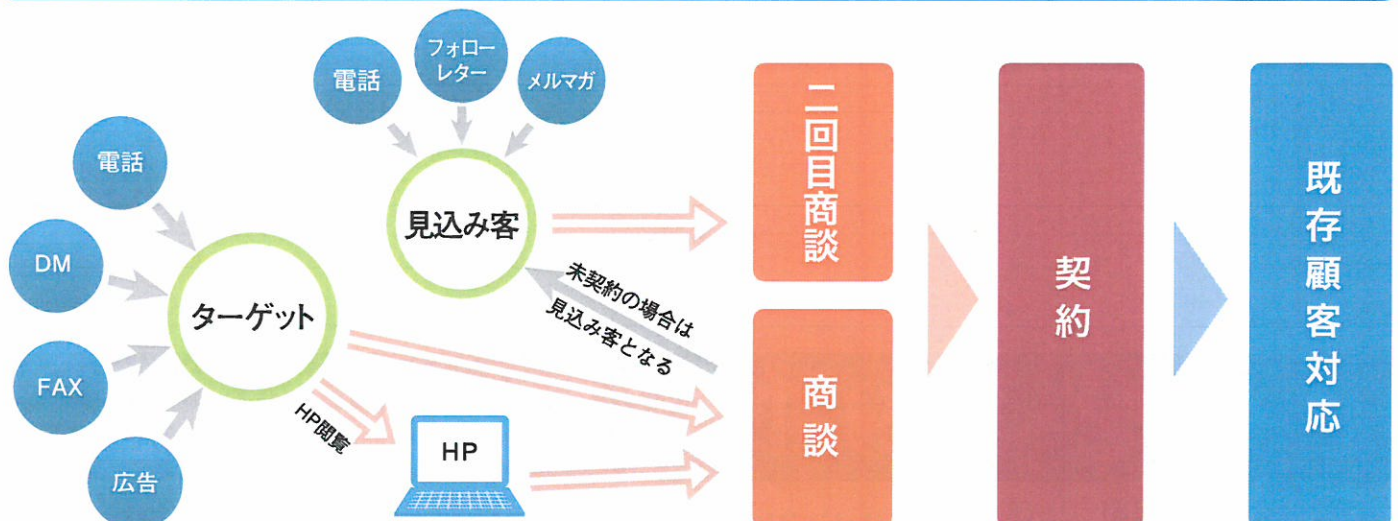 電話
フォロー
レター
メルマガ
見込み客
電話
DM
FAX
広告
ターゲット
HP閲覧
HP
未契約の場合は
見込み客となる
二回目商談
商談
契約
既存顧客対応